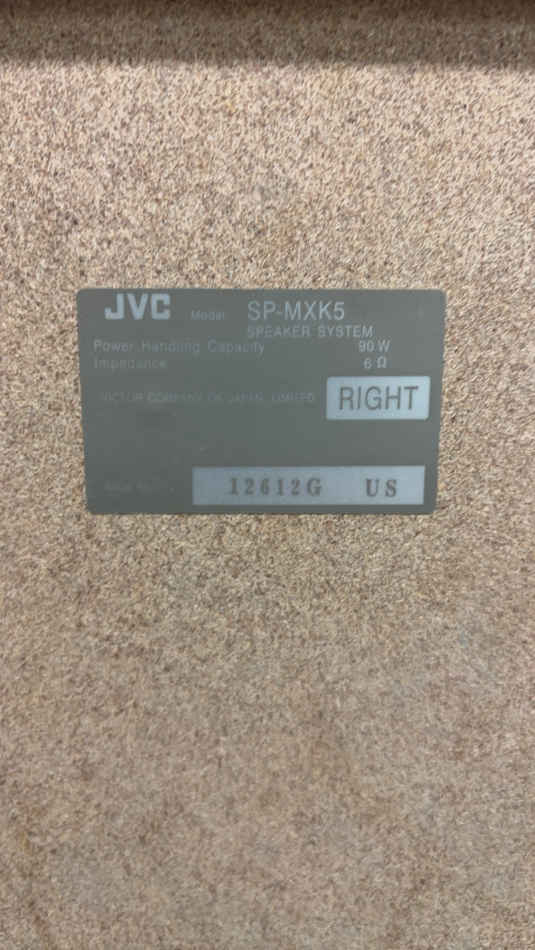 JVC Model SP-MXK5
SPEAKER SYSTEM
Power Handling Capacity 90 W
Impedance 6 Ω
VICTOR COMPANY OF JAPAN, LIMITED
RIGHT
12612G US